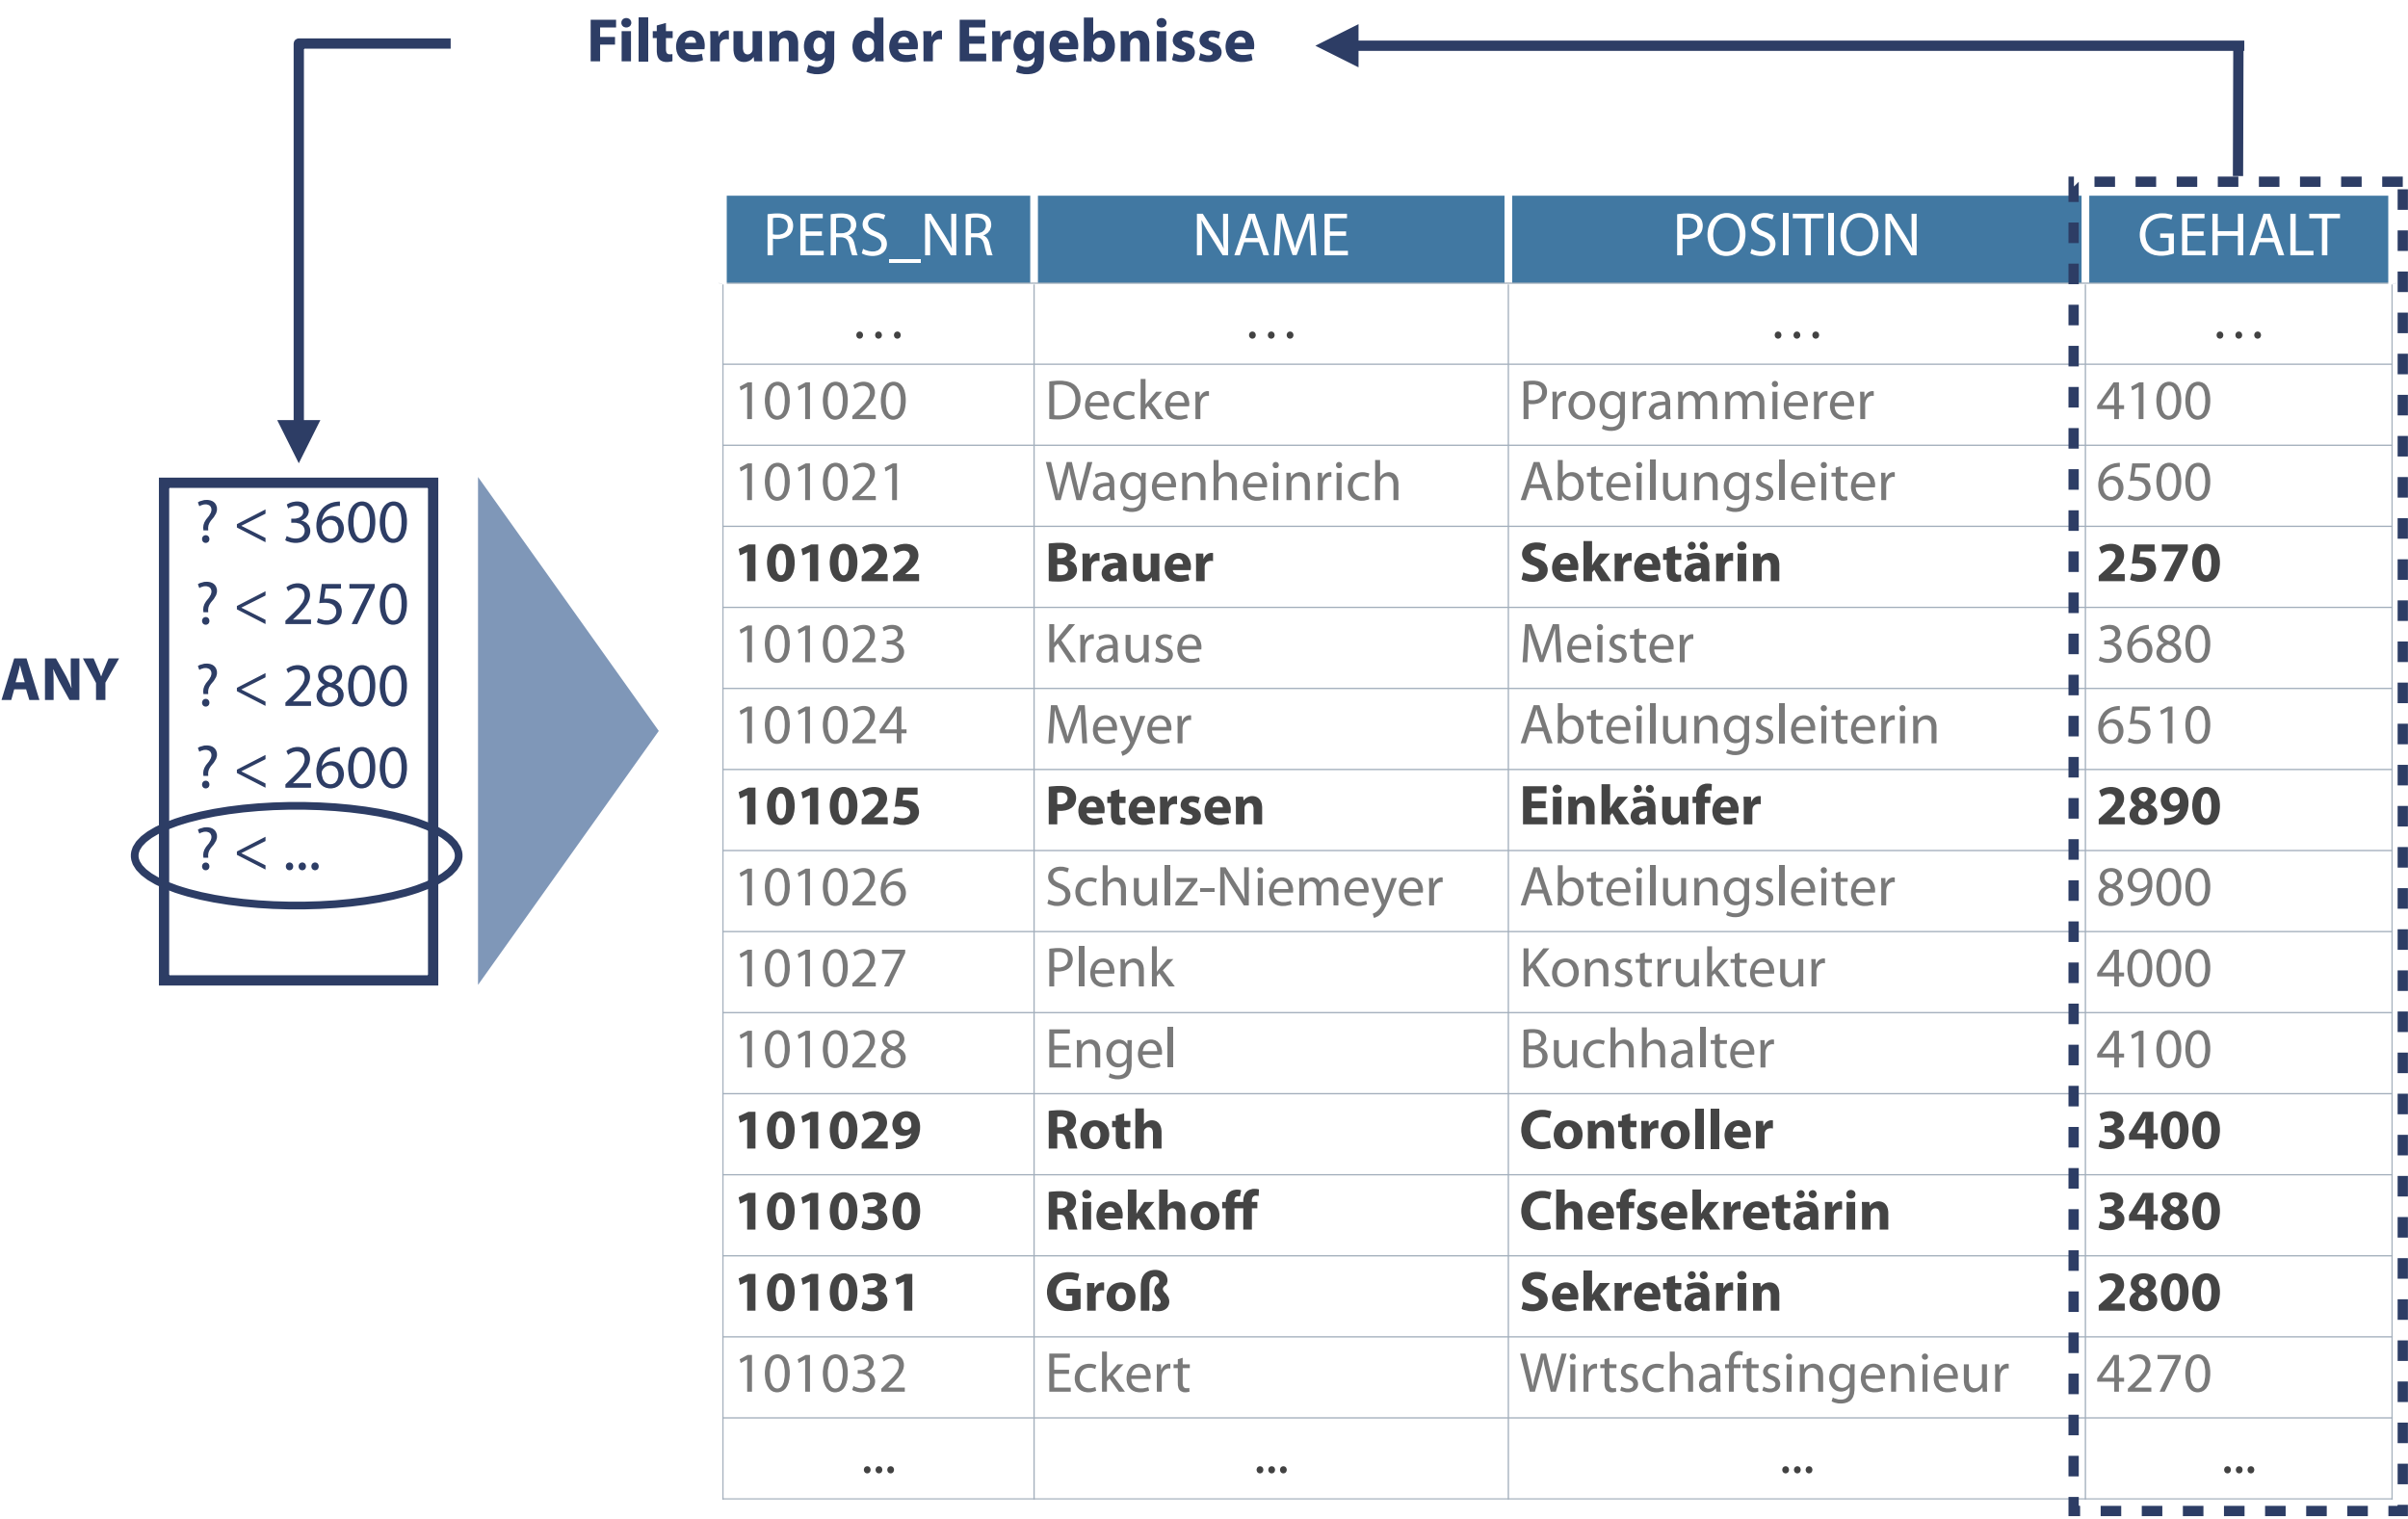 Filterung der Ergebnisse
ANY
? < 3600
? < 2570
? < 2800
? < 2600
? < ...
PERS_NR NAME POSITION GEHALT
... ... ... ...
101020 Decker Programmierer 4100
101021 Wagenheinrich Abteilungsleiter 6500
101022 Brauer Sekretärin 2570
101023 Krause Meister 3680
101024 Meyer Abteilungsleiterin 6510
101025 Petersen Einkäufer 2890
101026 Schulz-Niemeyer Abteilungsleiter 8900
101027 Plenk Konstrukteur 4000
101028 Engel Buchhalter 4100
101029 Roth Controller 3400
101030 Riekhoff Chefsekretärin 3480
101031 Groß Sekretärin 2800
101032 Eckert Wirtschaftsingenieur 4270
... ... ... ...